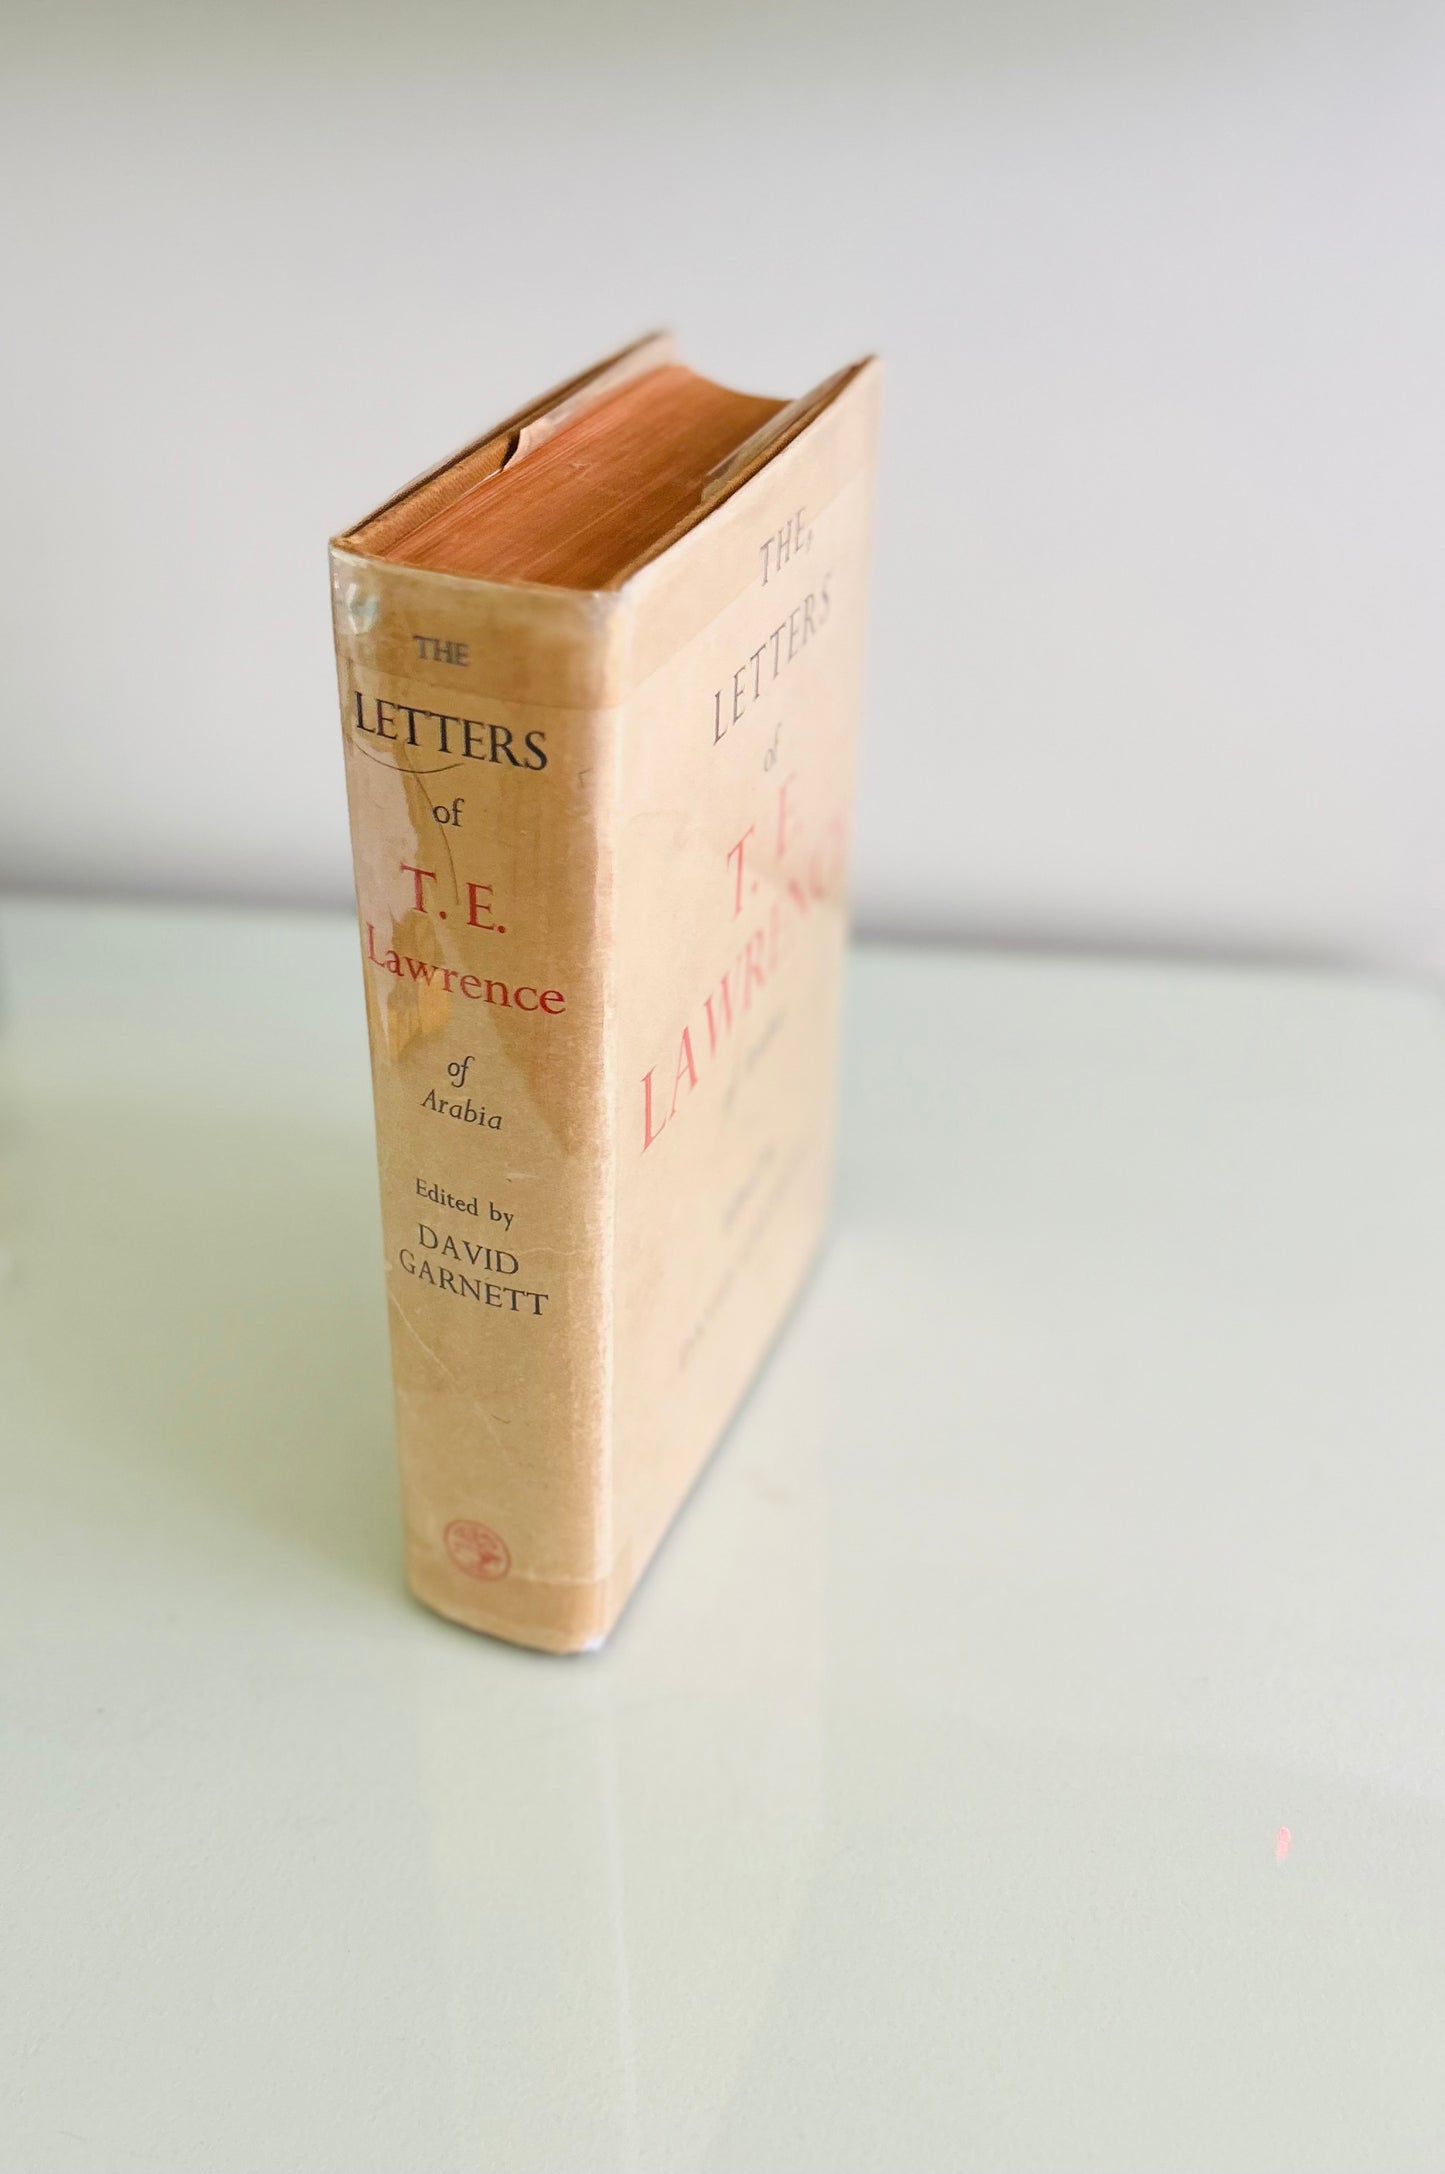 THE
LETTERS
of
T. E.
Lawrence
of
Arabia
Edited by
DAVID
GARNETT
THE
LETTERS
of
T. E.
LAWRENCE